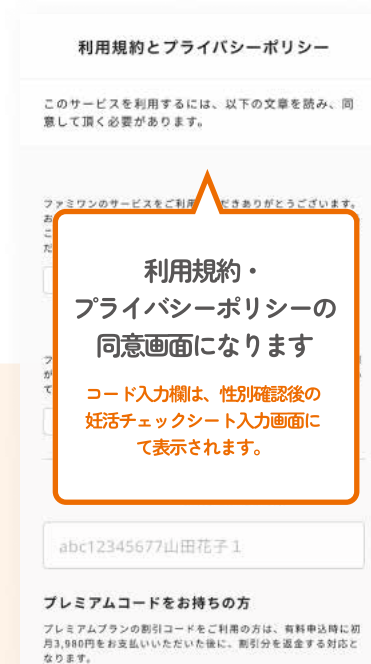 利用規約とプライバシーポリシー
このサービスを利用するには、以下の文章を読み、同
意して頂く必要があります。
ファミワンのサービスをご利用 だきありがとうございます。
お
こ
だ
利用規約・
プライバシーポリシーの
同意画面になります
コード入力欄は、性別確認後の
妊活チェックシート入力画面に
て表示されます。
フ
が
て
abc12345677山田花子1
プレミアムコードをお持ちの方
プレミアムプランの割引コードをご利用の方は、有料申込時に初
月3,980円をお支払いいただいた後に、割引分を返金する対応と
なります。